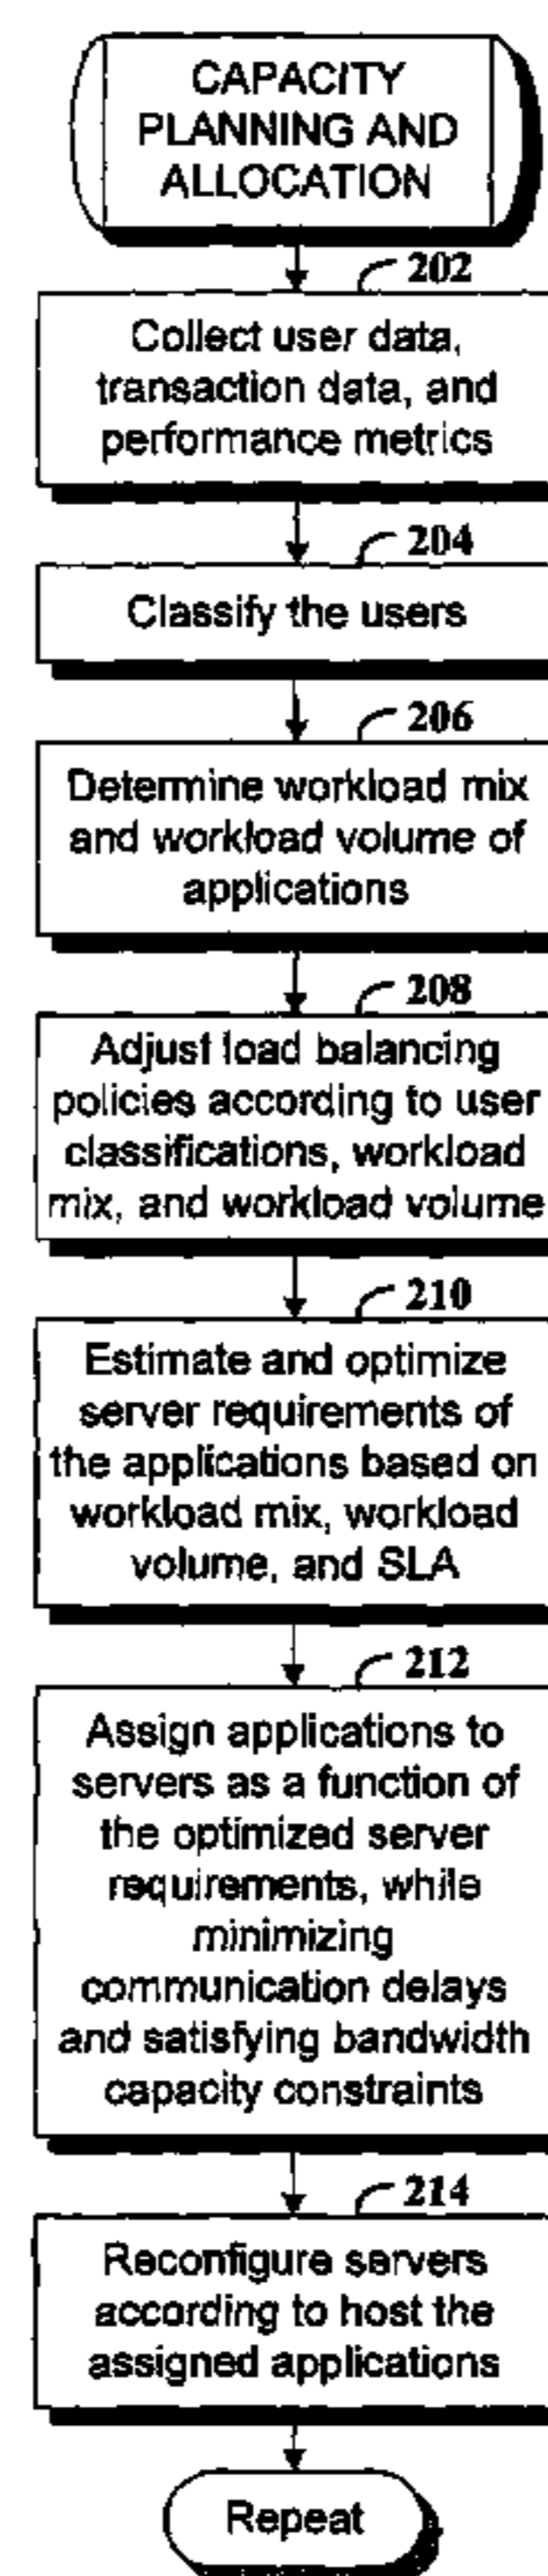 CAPACITY
PLANNING AND
ALLOCATION
202
Collect user data,
transaction data, and
performance metrics
204
Classify the users
206
Determine workload mix
and workload volume of
applications
208
Adjust load balancing
policies according to user
classifications, workload
mix, and workload volume
210
Estimate and optimize
server requirements of
the applications based on
workload mix, workload
volume, and SLA
212
Assign applications to
servers as a function of
the optimized server
requirements, while
minimizing
communication delays
and satisfying bandwidth
capacity constraints
214
Reconfigure servers
according to host the
assigned applications
Repeat